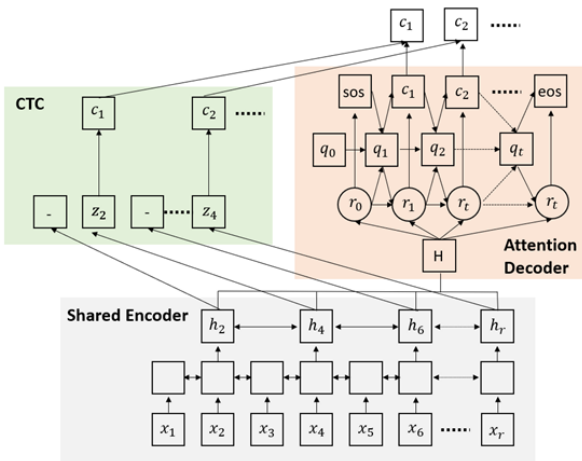 c₁ c₂ ......
CTC
c₁ c₂ ......
sos c₁ c₂ ...... eos
q₀ q₁ q₂ qₜ
- z₂ - ..... z₄
r₀ r₁ rₜ rₜ
H
Attention
Decoder
Shared Encoder
h₂ h₄ h₆ hᵣ
x₁ x₂ x₃ x₄ x₅ x₆ ...... xᵣ